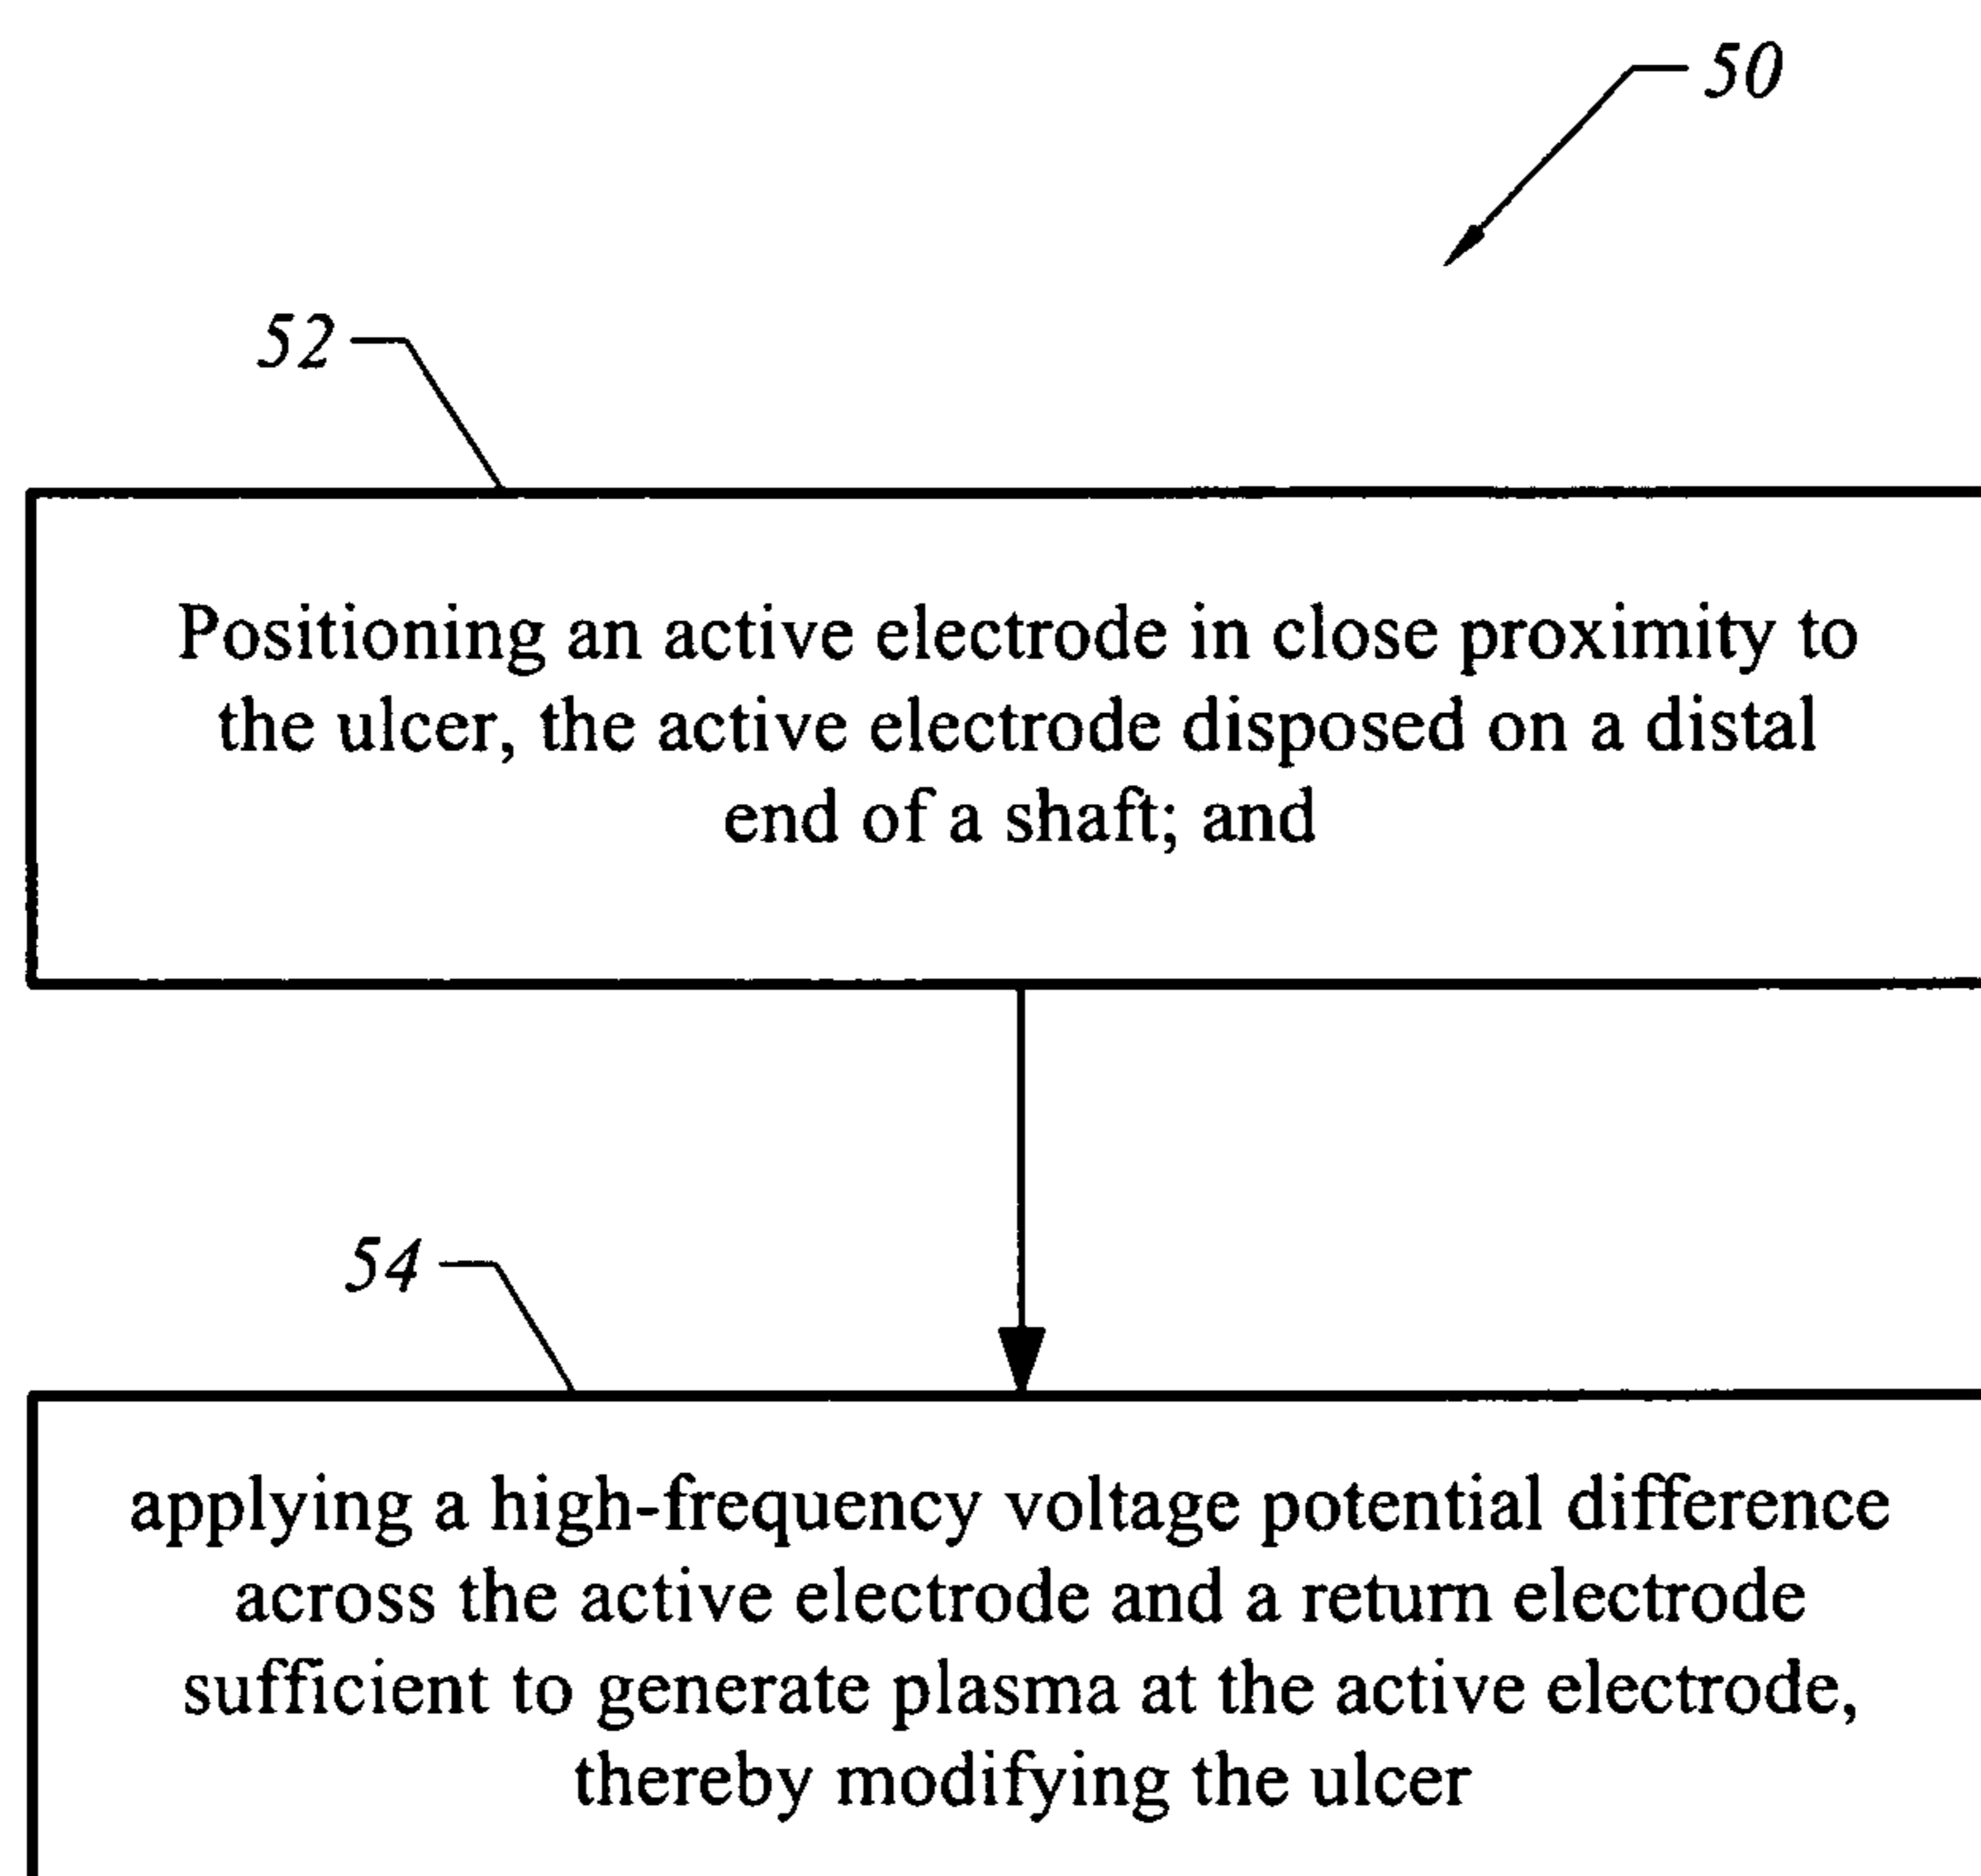 50
52
Positioning an active electrode in close proximity to
the ulcer, the active electrode disposed on a distal
end of a shaft; and
54
applying a high-frequency voltage potential difference
across the active electrode and a return electrode
sufficient to generate plasma at the active electrode,
thereby modifying the ulcer